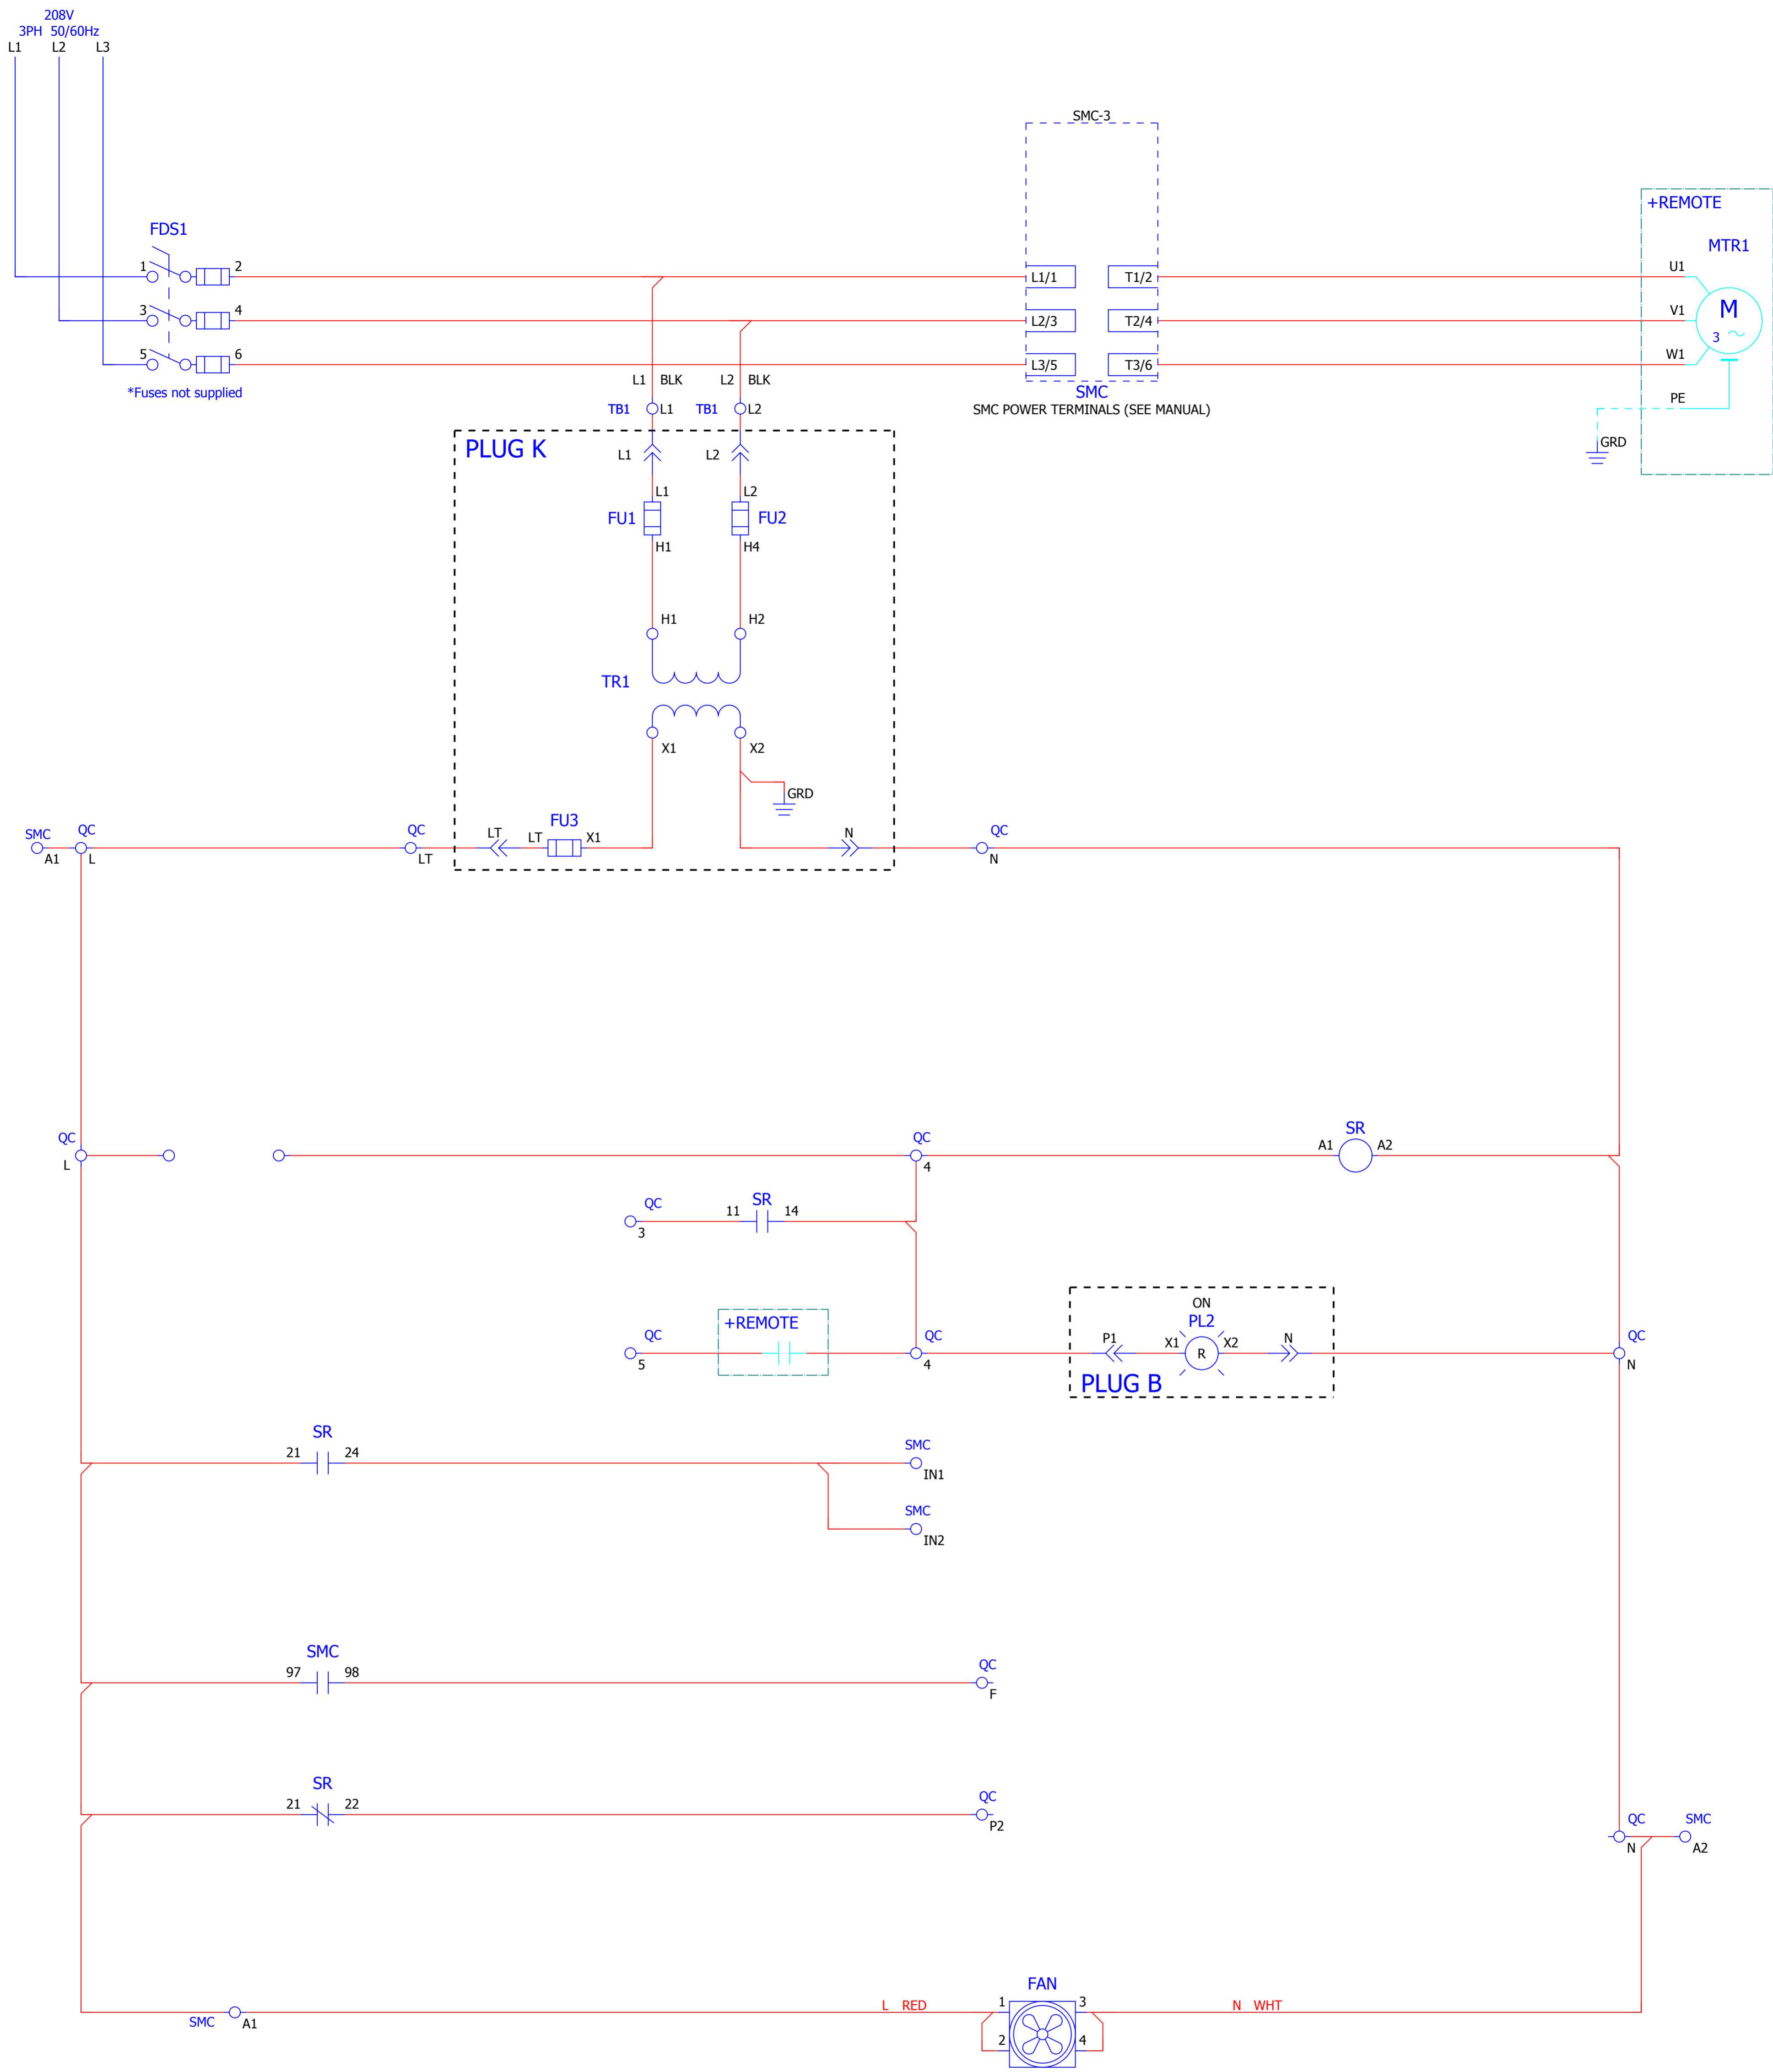 208V
3PH 50/60Hz
L1 L2 L3
SMC-3
+REMOTE
MTR1
FDS1
1 2 L1/1 T1/2 U1
3 4 L2/3 T2/4 V1 M
3
5 6 L3/5 T3/6 W1
*Fuses not supplied
L1 BLK L2 BLK
SMC
SMC POWER TERMINALS (SEE MANUAL)
PE
TB1 L1 TB1 L2
GRD
PLUG K
L1 L2
L1 L2
FU1 FU2
H1 H4
H1 H2
TR1
X1 X2
GRD
SMC QC QC LT LT FU3 X1 N QC
A1 L LT N
QC QC SR
L 4 A1 A2
QC 11 SR 14
3
ON
+REMOTE PL2
QC QC P1 X1 R X2 N QC
5 4 N
PLUG B
SR SMC
21 24 IN1
SMC
IN2
SMC
97 98 QC
F
SR
21 22 QC
P2
QC SMC
N A2
FAN
L RED 1 3 N WHT
SMC A1
2 4